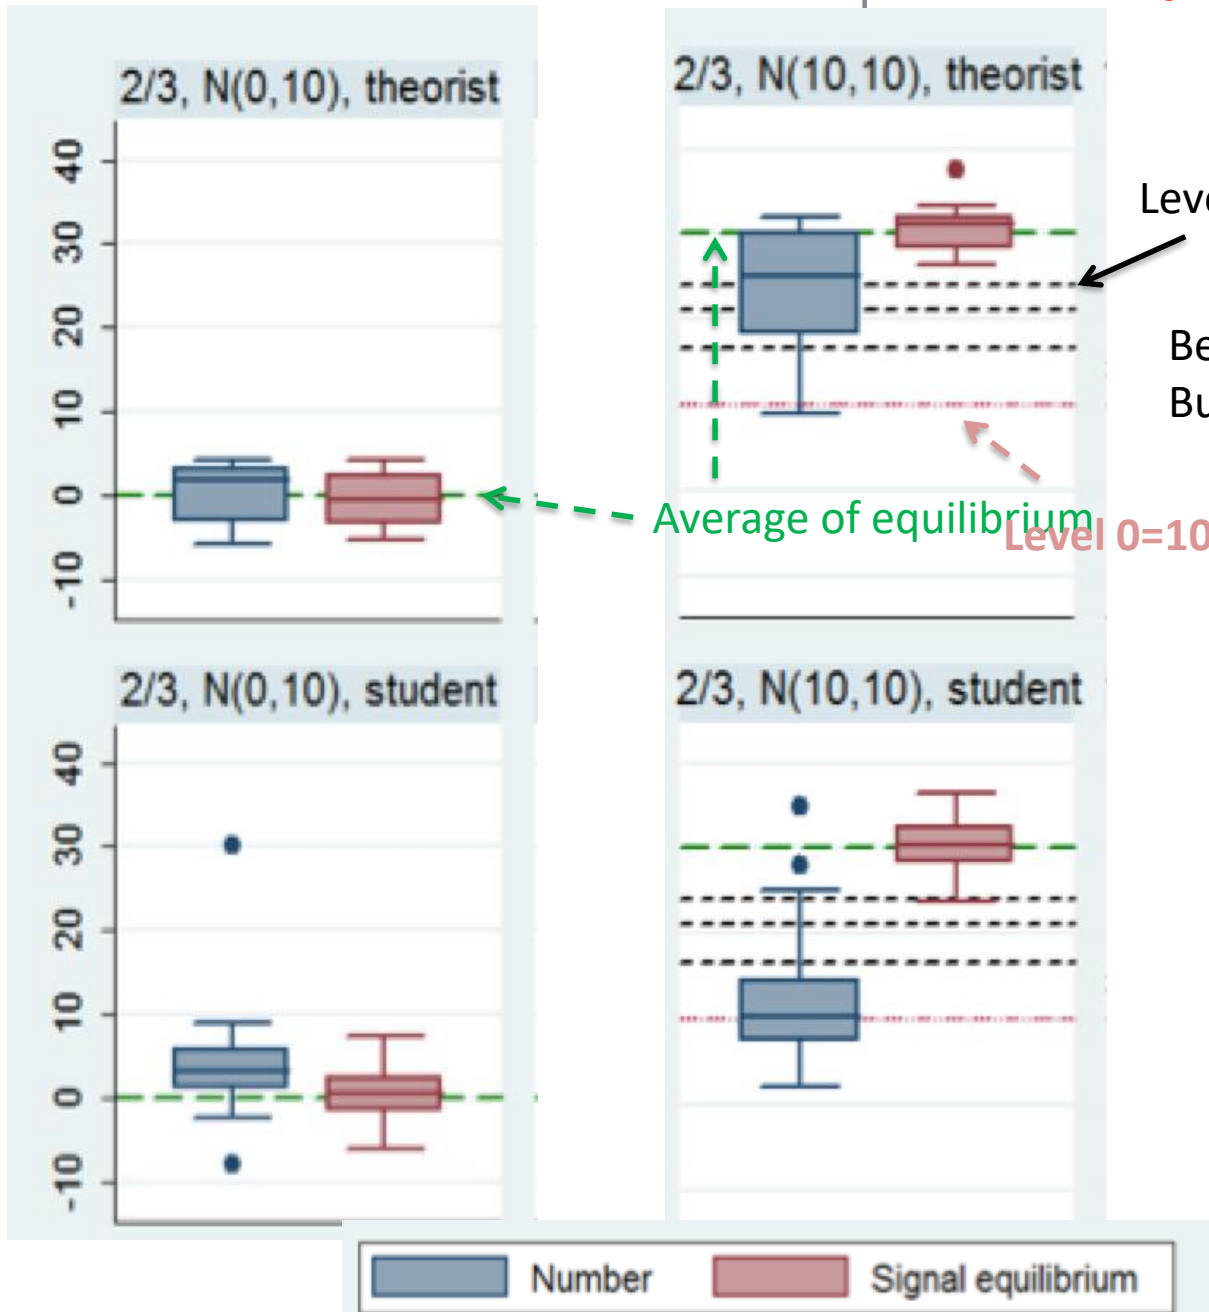 2/3, N(0,10), theorist
2/3, N(10,10), theorist
40
30
20
10
0
-10
Average of equilibrium
Level 0=10
2/3, N(0,10), student
2/3, N(10,10), student
40
30
20
10
0
-10
Number
Signal equilibrium